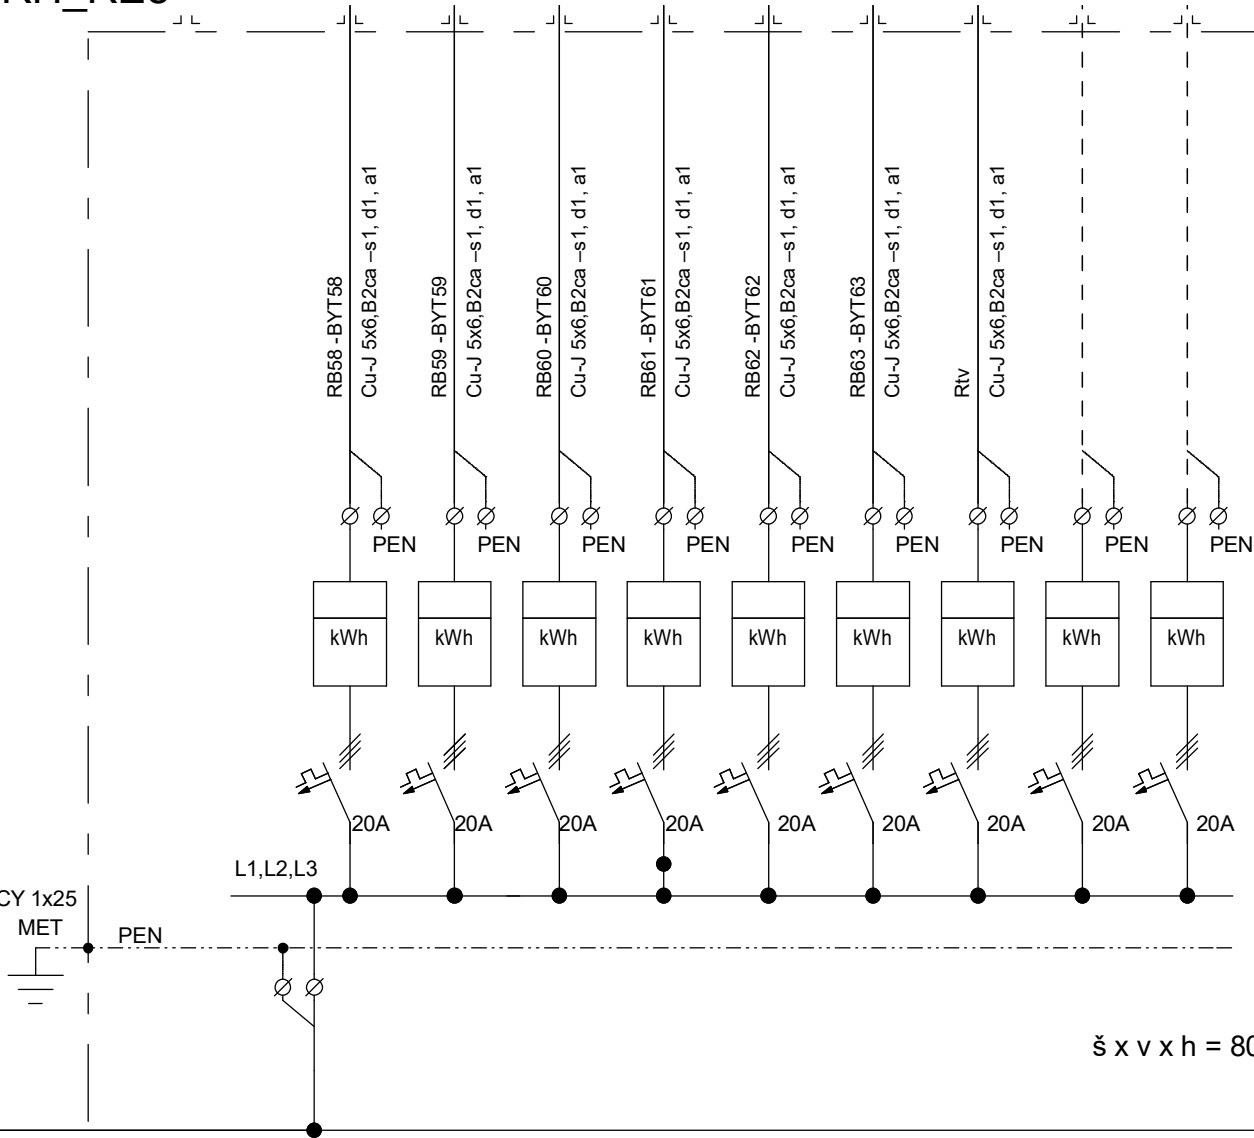 RB58 -BYT58
Cu-J 5x6,B2ca –s1, d1, a1
RB59 -BYT59
Cu-J 5x6,B2ca –s1, d1, a1
RB60 -BYT60
Cu-J 5x6,B2ca –s1, d1, a1
RB61 -BYT61
Cu-J 5x6,B2ca –s1, d1, a1
RB62 -BYT62
Cu-J 5x6,B2ca –s1, d1, a1
RB63 -BYT63
Cu-J 5x6,B2ca –s1, d1, a1
Rtv
Cu-J 5x6,B2ca –s1, d1, a1
PEN
PEN
PEN
PEN
PEN
PEN
PEN
PEN
PEN
kWh
kWh
kWh
kWh
kWh
kWh
kWh
kWh
kWh
20A
20A
20A
20A
20A
20A
20A
20A
20A
L1,L2,L3
CY 1x25
MET
PEN
š x v x h = 80